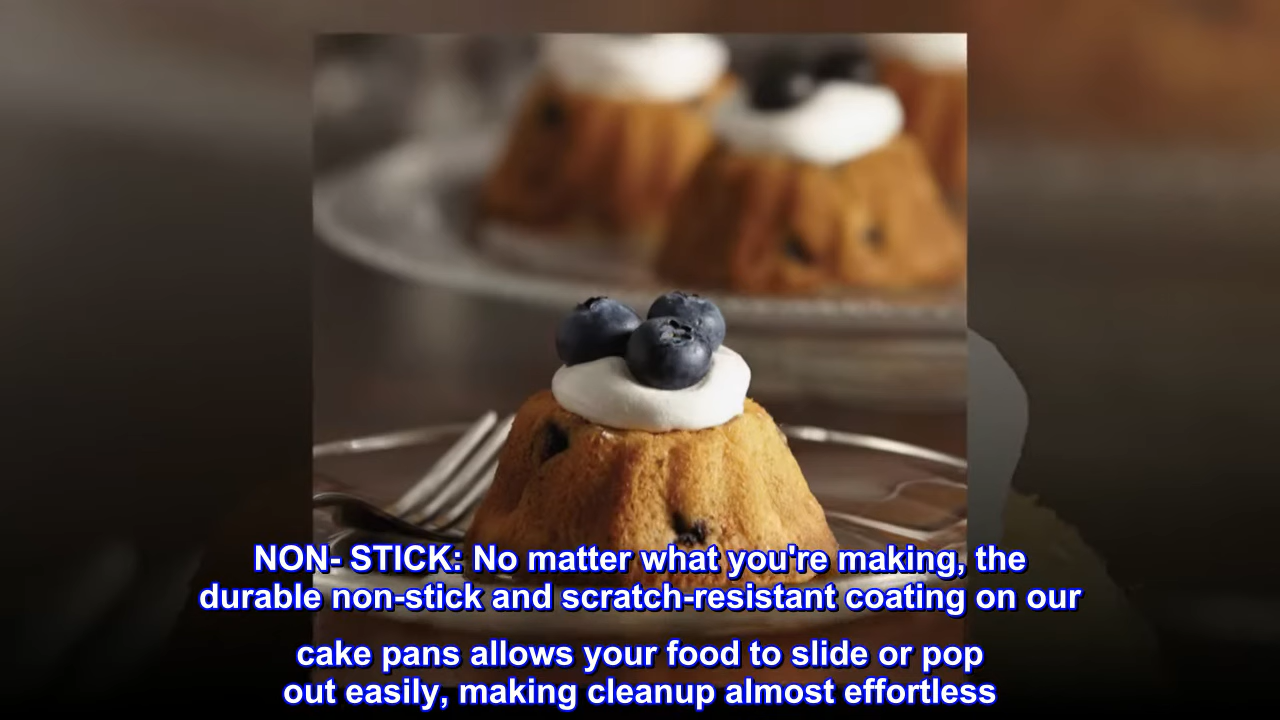 NON- STICK: No matter what you're making, the
durable non-stick and scratch-resistant coating on our
cake pans allows your food to slide or pop
out easily, making cleanup almost effortless